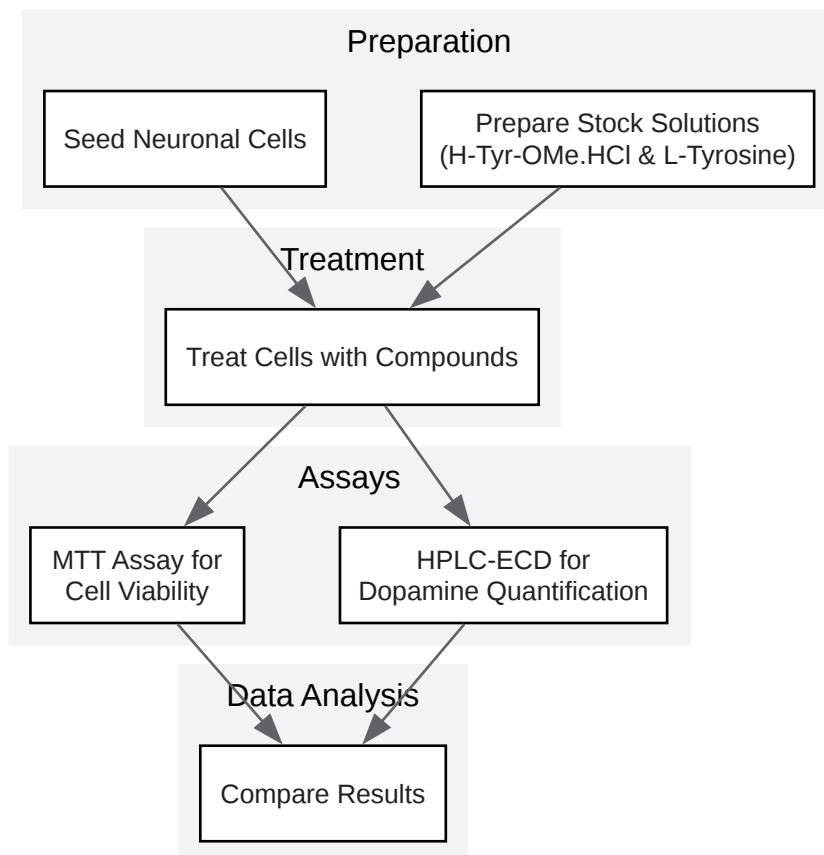 Preparation
Seed Neuronal Cells
Prepare Stock Solutions
(H-Tyr-OMe.HCl & L-Tyrosine)
Treatment
Treat Cells with Compounds
Assays
MTT Assay for
Cell Viability
HPLC-ECD for
Dopamine Quantification
Data Analysis
Compare Results